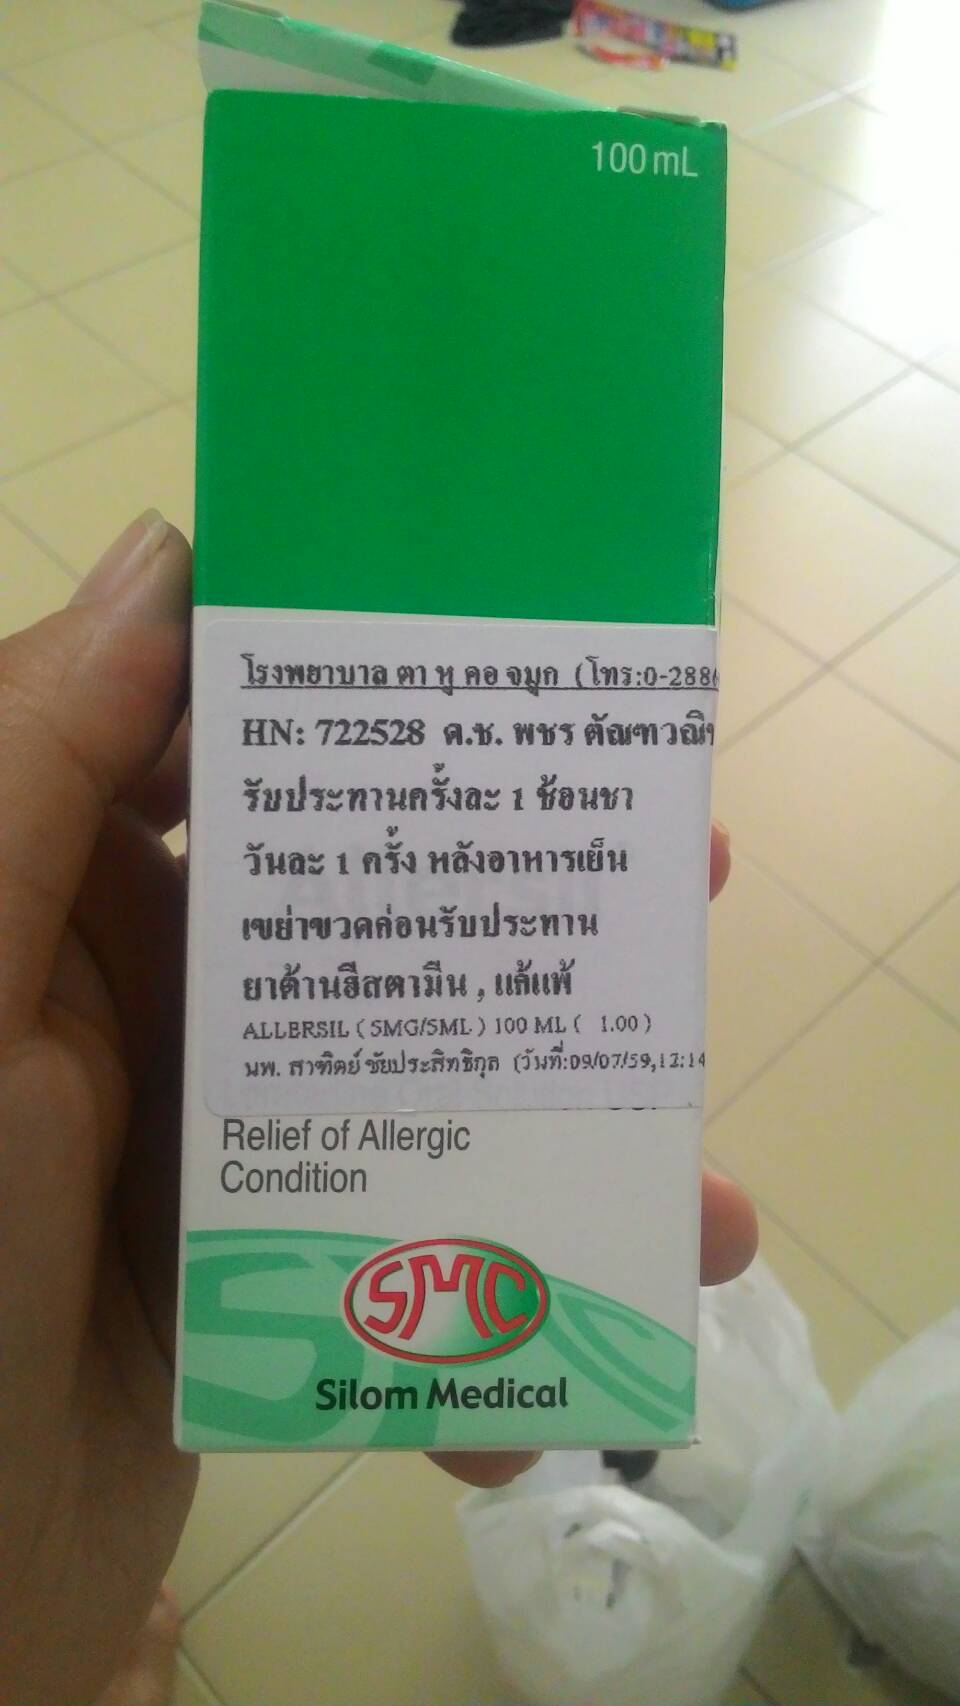 100 mL
โรงพยาบาล ตา หู คอ จมูก (โทร:0-288
HN: 722528 ด.ช. พชร ตัณฑวณิช
รับประทานครั้งละ 1 ช้อนชา
วันละ 1 ครั้ง หลังอาหารเย็น
เขย่าขวดก่อนรับประทาน
ยาต้านฮีสตามีน , แก้แพ้
ALLERSIL ( 5MG/5ML ) 100 ML ( 1.00 )
นพ. สาทิตย์ ชัยประสิทธิกุล (วันที่:09/07/59,12:14
Relief of Allergic
Condition
SMC
Silom Medical